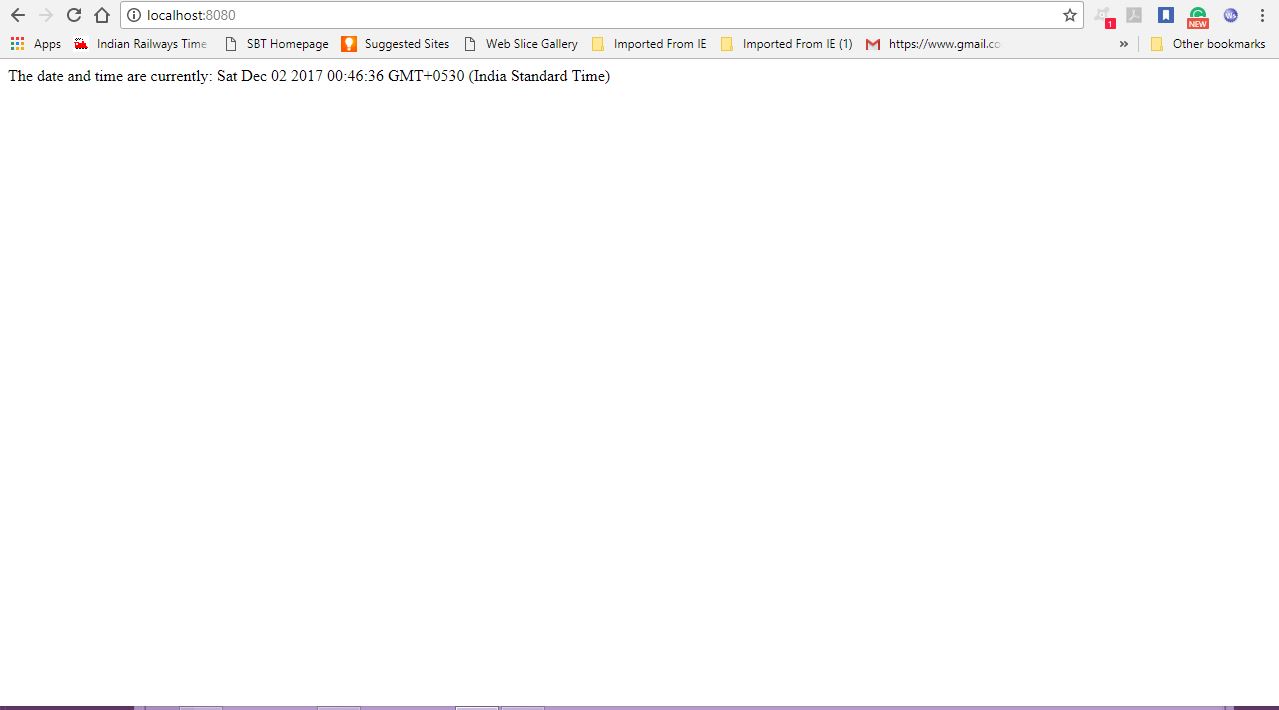 localhost:8080
Apps Indian Railways Time SBT Homepage Suggested Sites Web Slice Gallery Imported From IE Imported From IE (1) https://www.gmail.co » Other bookmarks
1
NEW
Ws
The date and time are currently: Sat Dec 02 2017 00:46:36 GMT+0530 (India Standard Time)